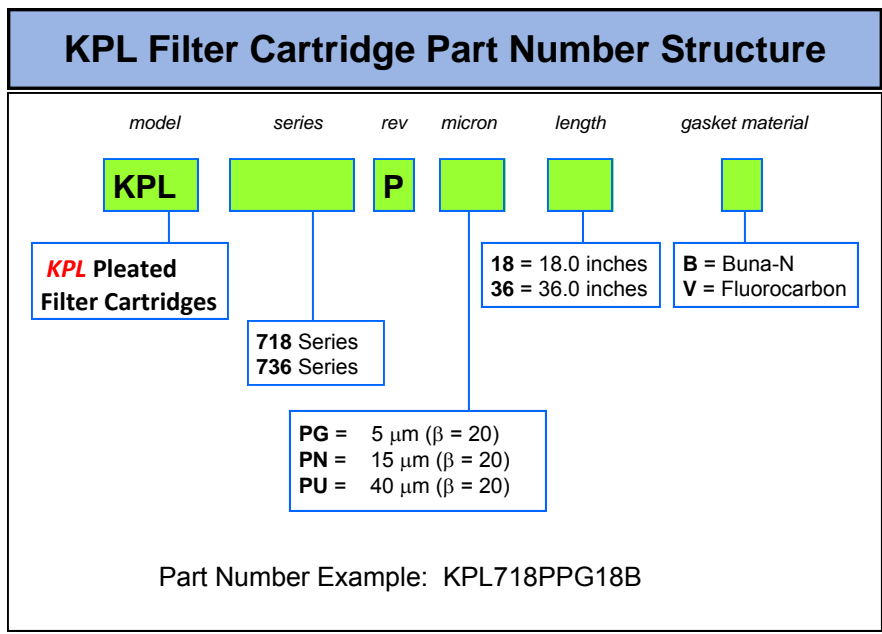 KPL Filter Cartridge Part Number Structure
model series rev micron length gasket material
KPL P
KPL Pleated
Filter Cartridges
18 = 18.0 inches
36 = 36.0 inches
B = Buna-N
V = Fluorocarbon
718 Series
736 Series
PG = 5 μm (β = 20)
PN = 15 μm (β = 20)
PU = 40 μm (β = 20)
Part Number Example: KPL718PPG18B